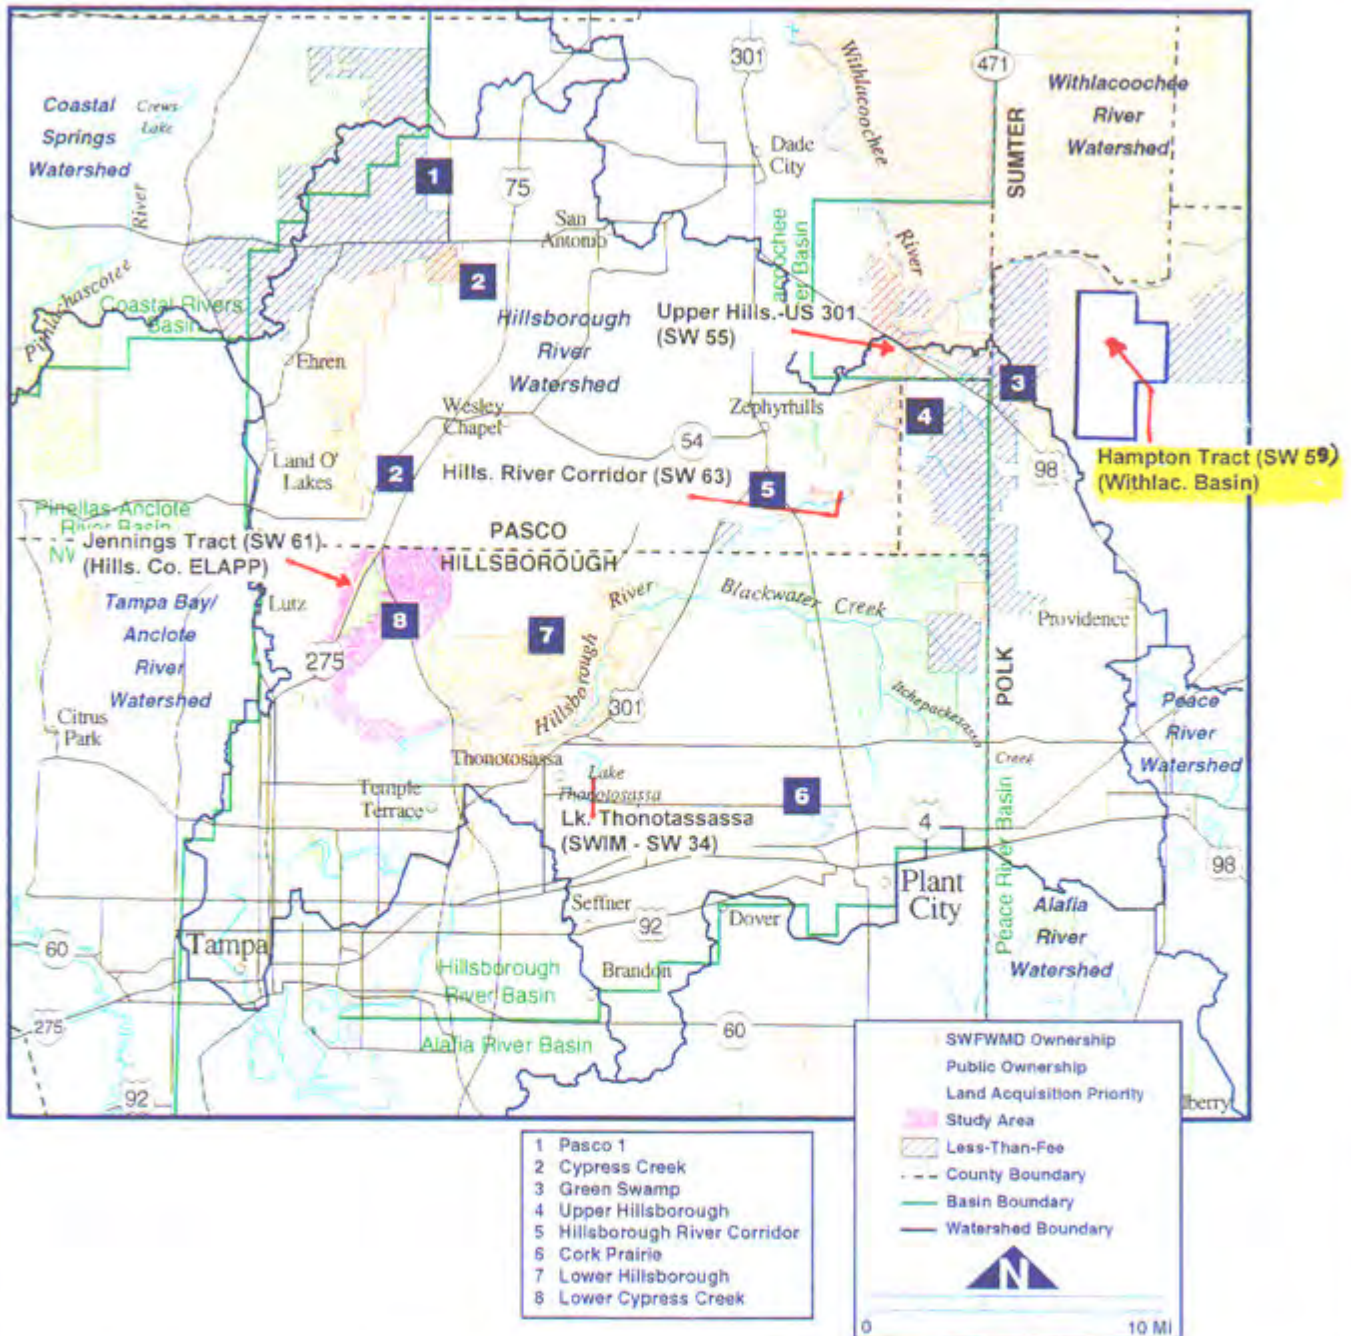 Coastal
Springs
Watershed
Crews
Lake
River
Pithlachascotee
Coastal Rivers
Basin
1
75
301
Withlacoochee
River
471
Withlacoochee
River
Watershed
SUMTER
Dade
City
San
Antonio
2
Hillsborough
River
Watershed
Upper Hills.-US 301
(SW 55)
3
4
Ehren
Wesley
Chapel
Zephyrhills
54
98
Hampton Tract (SW 59)
(Withlac. Basin)
Land O'
Lakes
2
Hills. River Corridor (SW 63)
5
Pinellas-Anclote
River Basin
NW
Jennings Tract (SW 61)
(Hills. Co. ELAPP)
PASCO
HILLSBOROUGH
Tampa Bay/
Anclote
River
Watershed
Lutz
8
7
275
Hillsborough
River
Blackwater Creek
Providence
Itchepackesassa
Creek
POLK
Peace
River
Watershed
Citrus
Park
301
Thonotosassa
Temple
Terrace
Lake
Thonotosassa
6
Lk. Thonotassassa
(SWIM - SW 34)
4
98
Plant
City
Peace River Basin
Alafia
River
Watershed
Seffner
92
Dover
Tampa
60
Hillsborough
River Basin
Brandon
275
Alafia River Basin
60
92
lberry
SWFWMD Ownership
Public Ownership
Land Acquisition Priority
Study Area
Less-Than-Fee
County Boundary
Basin Boundary
Watershed Boundary
N
0 10 MI
1 Pasco 1
2 Cypress Creek
3 Green Swamp
4 Upper Hillsborough
5 Hillsborough River Corridor
6 Cork Prairie
7 Lower Hillsborough
8 Lower Cypress Creek